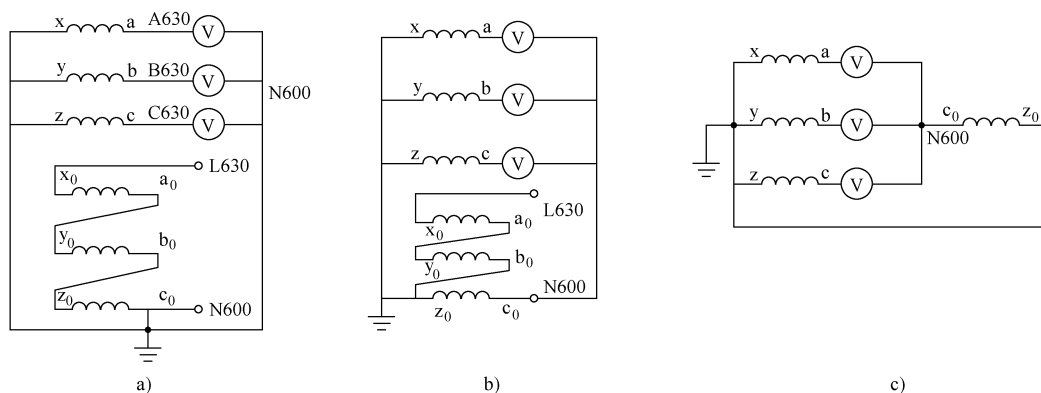 x a A630 V
y b B630 V
N600
z c C630 V
L630
x0 a0
y0 b0
z0 c0 N600
a)
x a V
y b V
z c V
L630
x0 a0
y0 b0
N600
z0 c0
b)
x a V
y b V c0 z0
N600
z c V
c)